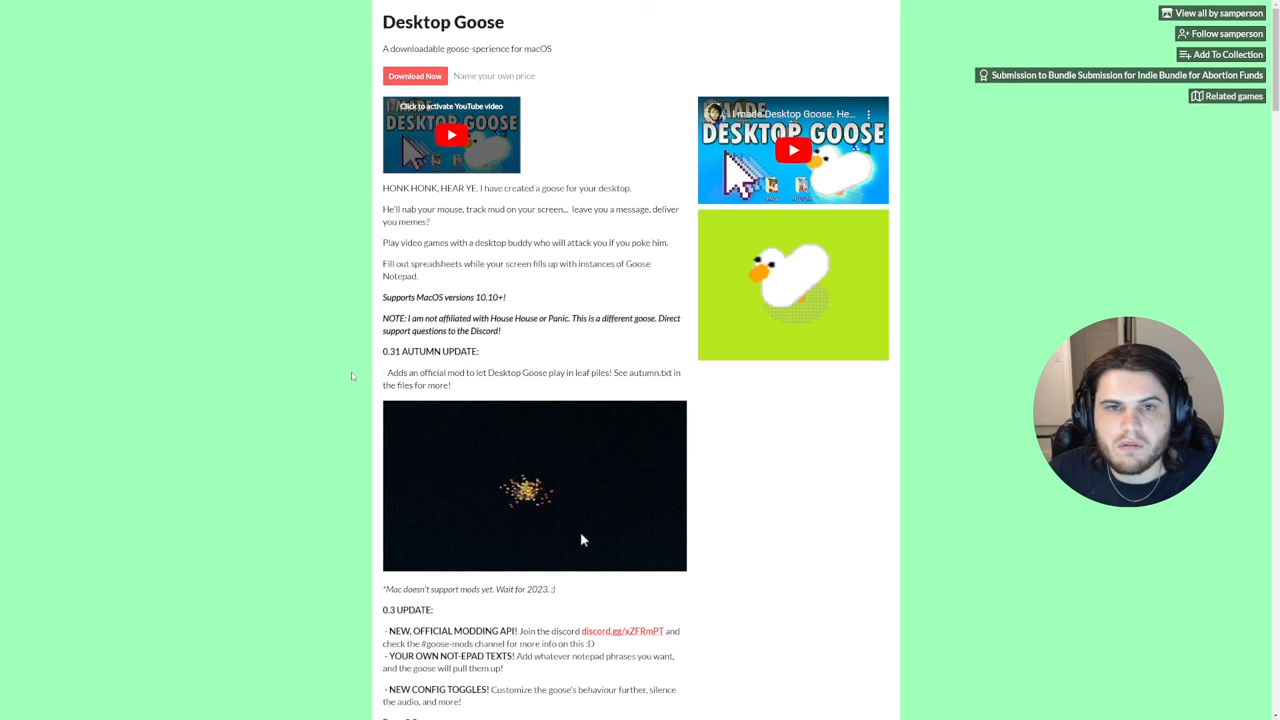 Desktop Goose
A downloadable goose-sperience for macOS
Download Now Name your own price
Click to activate YouTube video
DESKTOP GOOSE
HONK HONK, HEAR YE. I have created a goose for your desktop.
He'll nab your mouse, track mud on your screen... leave you a message, deliver
you memes?
Play video games with a desktop buddy who will attack you if you poke him.
Fill out spreadsheets while your screen fills up with instances of Goose
Notepad.
Supports MacOS versions 10.10+!
NOTE: I am not affiliated with House House or Panic. This is a different goose. Direct
support questions to the Discord!
0.31 AUTUMN UPDATE:
- Adds an official mod to let Desktop Goose play in leaf piles! See autumn.txt in
the files for more!
*Mac doesn't support mods yet. Wait for 2023. :)
0.3 UPDATE:
- NEW, OFFICIAL MODDING API! Join the discord discord.gg/xZFRmPT and
check the #goose-mods channel for more info on this :D
- YOUR OWN NOT-EPAD TEXTS! Add whatever notepad phrases you want,
and the goose will pull them up!
- NEW CONFIG TOGGLES! Customize the goose's behaviour further, silence
the audio, and more!
I made Desktop Goose. He...
DESKTOP GOOSE
View all by samperson
Follow samperson
Add To Collection
Submission to Bundle Submission for Indie Bundle for Abortion Funds
Related games